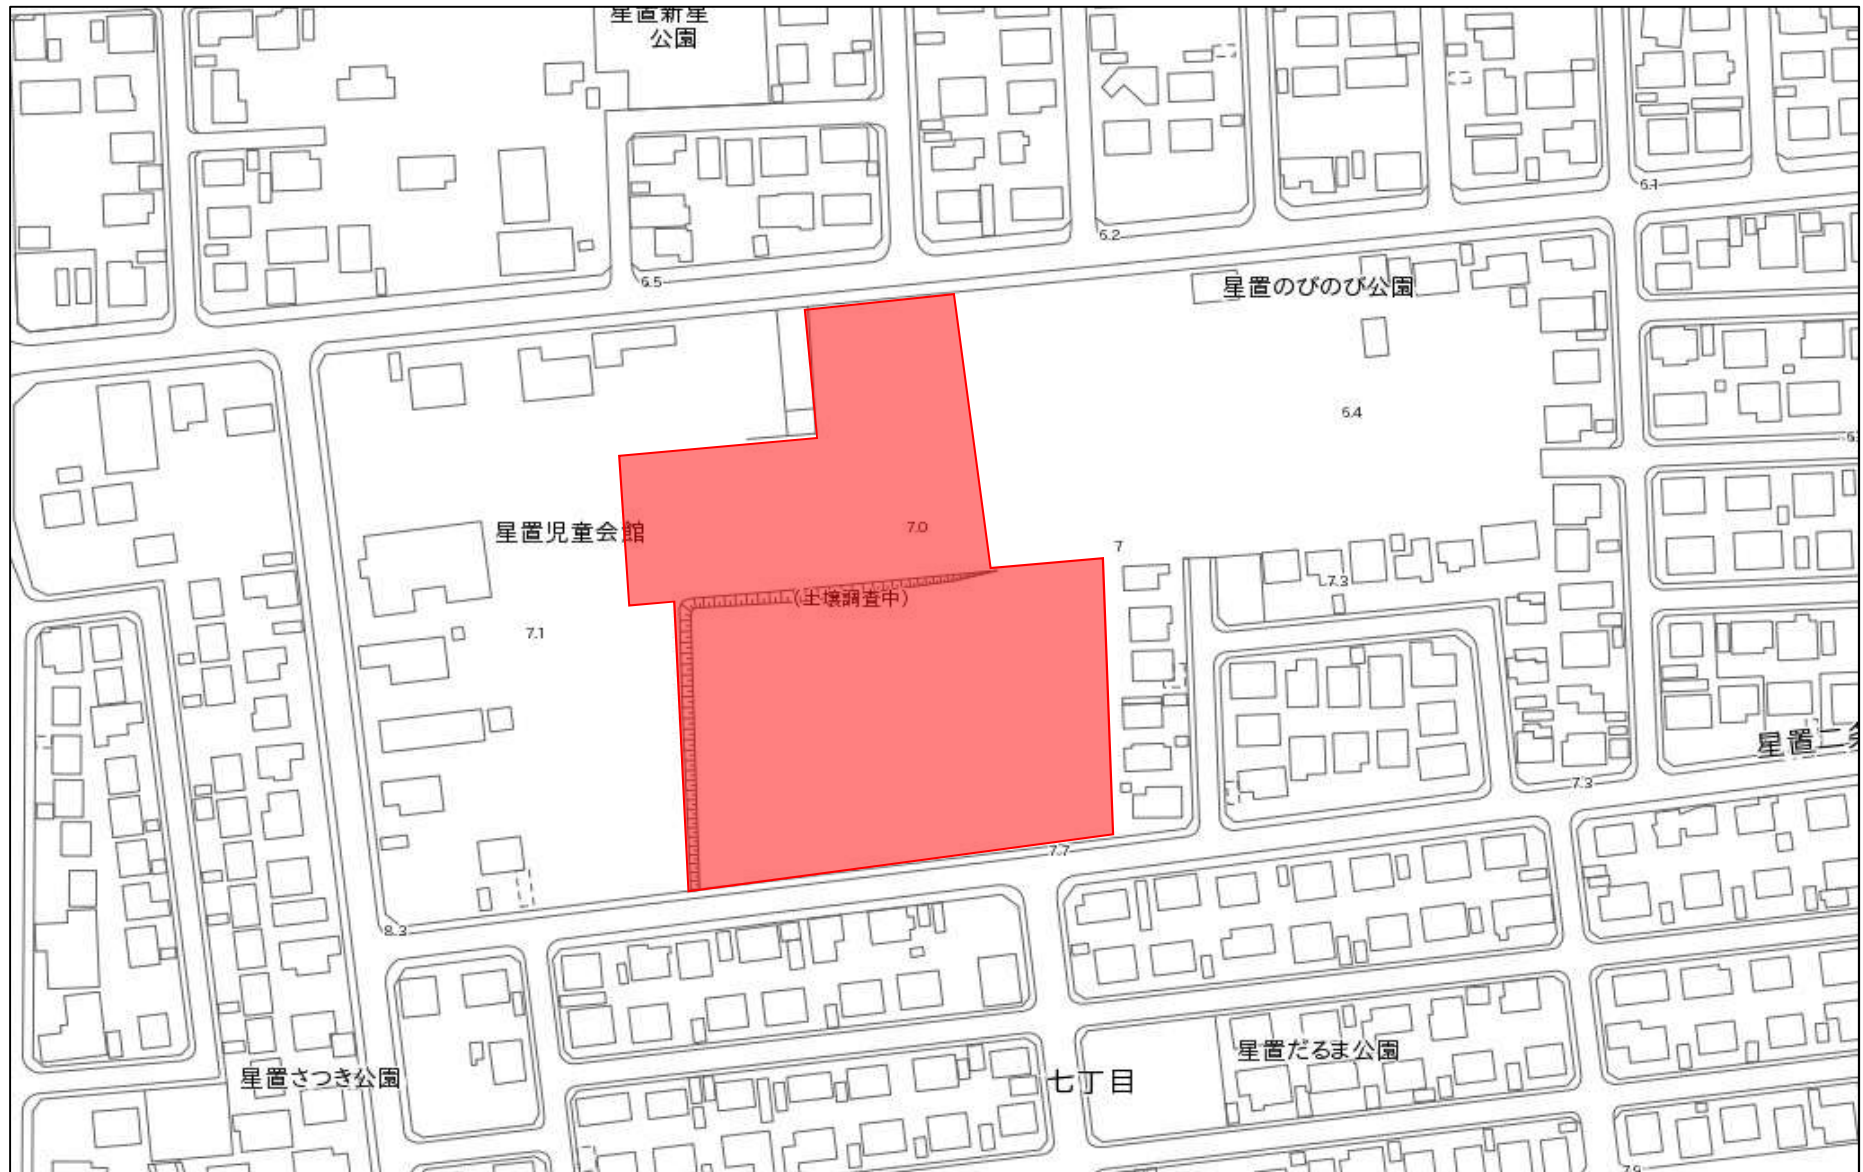 星置新星
公園
6.1
6.2
6.5
星置のびのび公園
6.4
星置児童会館
7.0
7
7.3
(土壌調査中)
7.1
星置二条
7.3
7.7
8.3
星置だるま公園
星置さつき公園
七丁目
7.9